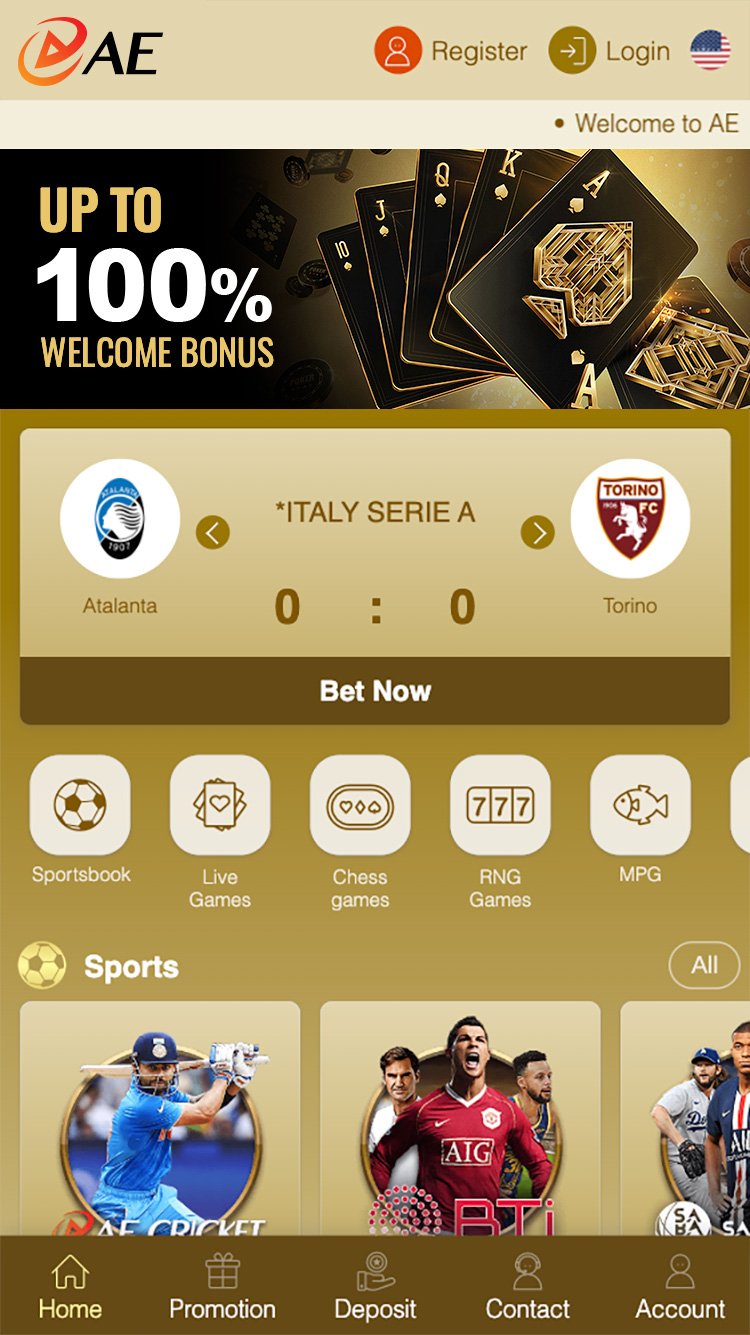 AE
Register
Login
• Welcome to AE
UP TO
100%
WELCOME BONUS
10
J
Q
K
A
A
ATALANTA
1907
*ITALY SERIE A
TORINO
1906 FC
Atalanta
0 : 0
Torino
Bet Now
777
Sportsbook
Live Games
Chess games
RNG Games
MPG
Sports
All
AIG
AE CRICKET
BTi
SABA
SA
Home
Promotion
Deposit
Contact
Account